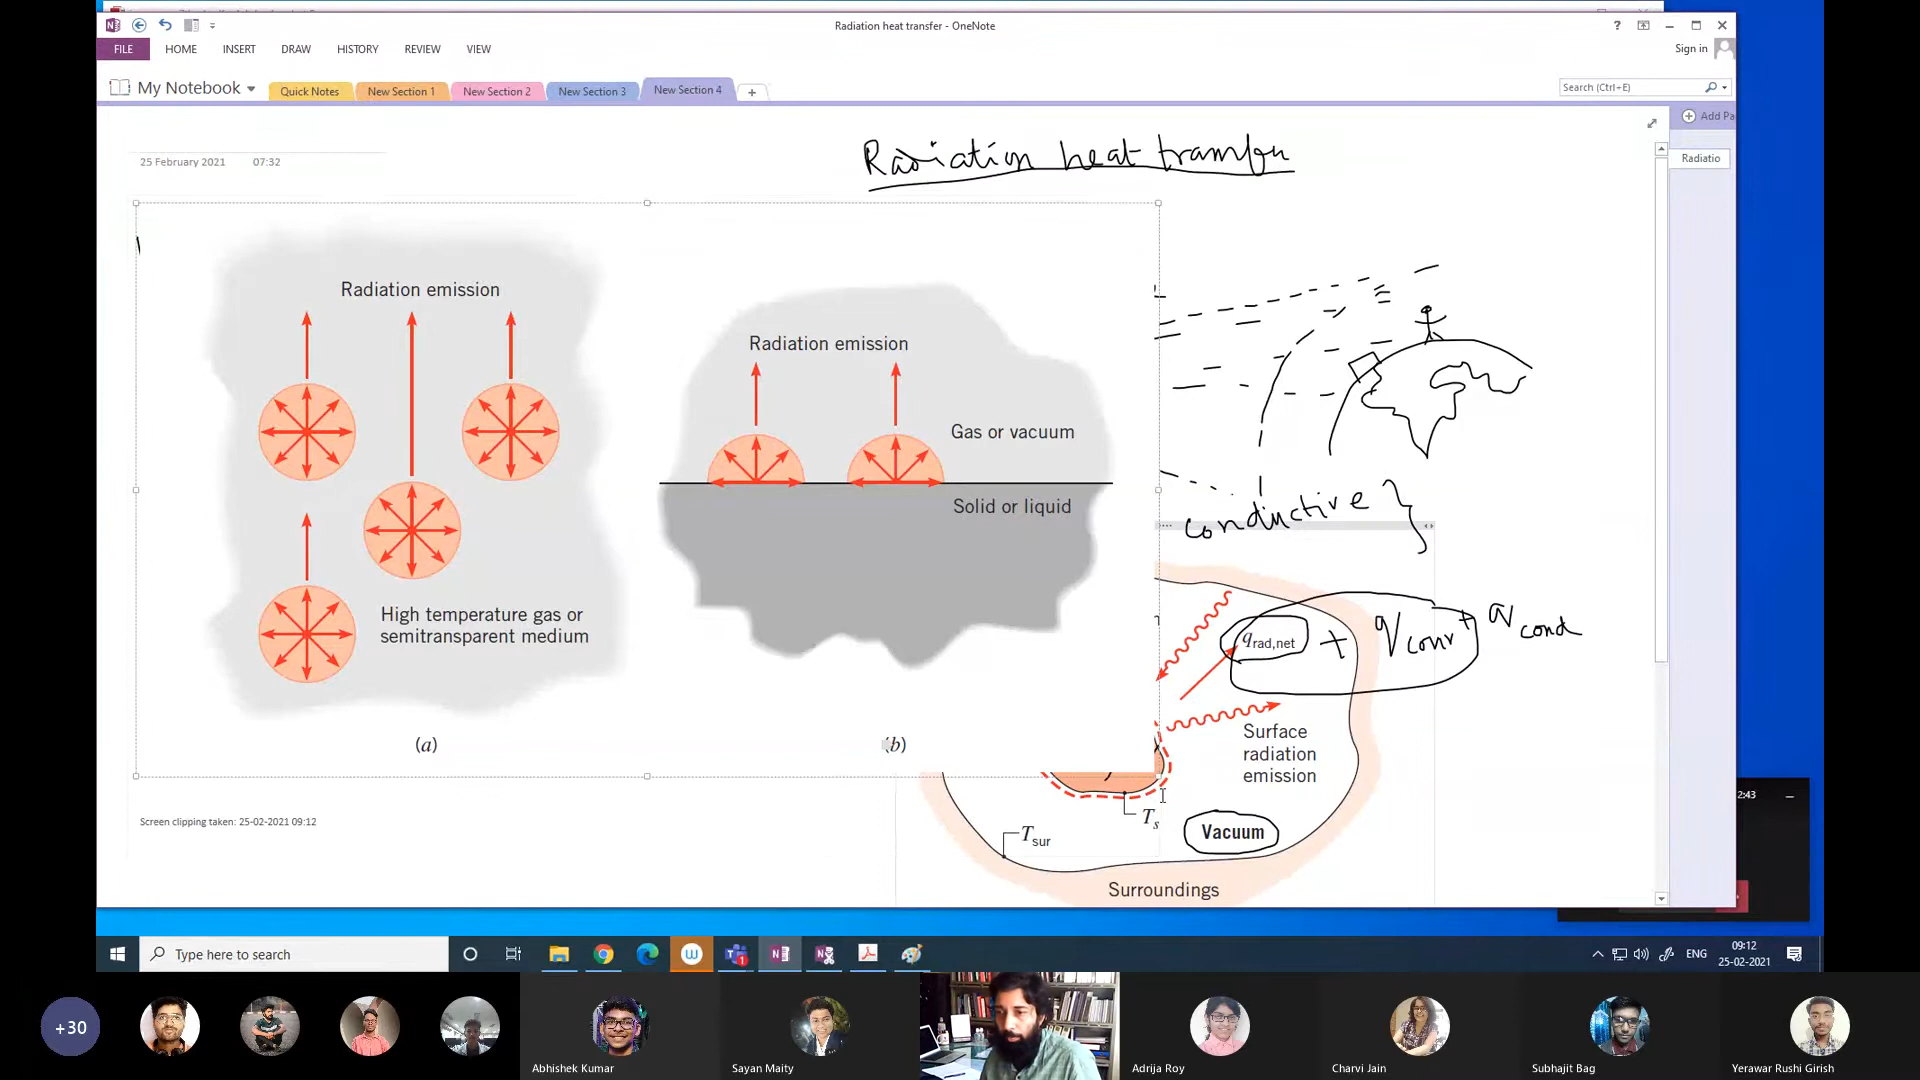 Radiation heat transfer - OneNote
FILE HOME INSERT DRAW HISTORY REVIEW VIEW
Sign in
My Notebook
Quick Notes New Section 1 New Section 2 New Section 3 New Section 4
Search (Ctrl+E)
Add Pa
Radiatio
25 February 2021 07:32
Radiation heat transfer
Radiation emission
High temperature gas or
semitransparent medium
(a)
Radiation emission
Gas or vacuum
Solid or liquid
(b)
conductive }
qrad,net + qconv + qcond
Surface
radiation
emission
Ts
Vacuum
Tsur
Surroundings
Screen clipping taken: 25-02-2021 09:12
2:43
Type here to search
ENG
09:12
25-02-2021
+30
Abhishek Kumar
Sayan Maity
Adrija Roy
Charvi Jain
Subhajit Bag
Yerawar Rushi Girish